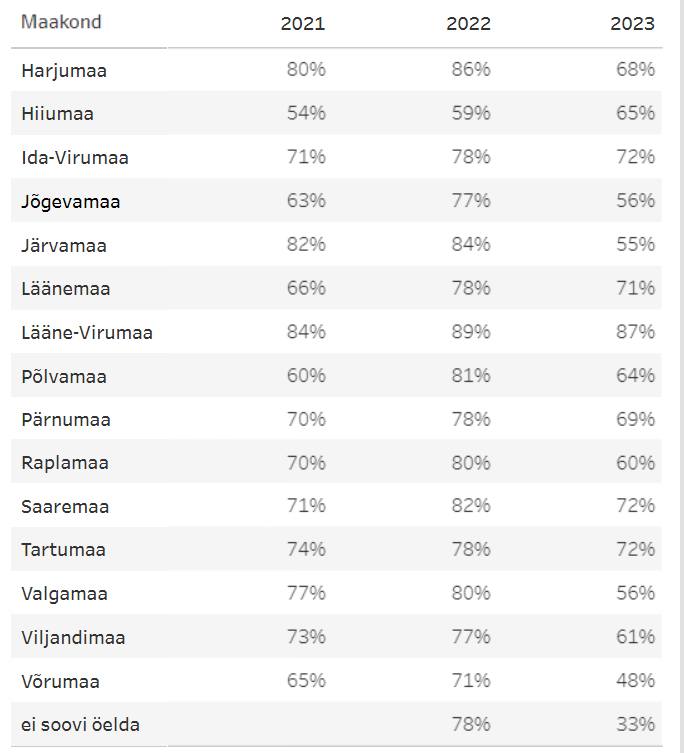 Maakond 2021 2022 2023
Harjumaa 80% 86% 68%
Hiiumaa 54% 59% 65%
Ida-Virumaa 71% 78% 72%
Jõgevamaa 63% 77% 56%
Järvamaa 82% 84% 55%
Läänemaa 66% 78% 71%
Lääne-Virumaa 84% 89% 87%
Põlvamaa 60% 81% 64%
Pärnumaa 70% 78% 69%
Raplamaa 70% 80% 60%
Saaremaa 71% 82% 72%
Tartumaa 74% 78% 72%
Valgamaa 77% 80% 56%
Viljandimaa 73% 77% 61%
Võrumaa 65% 71% 48%
ei soovi öelda 78% 33%